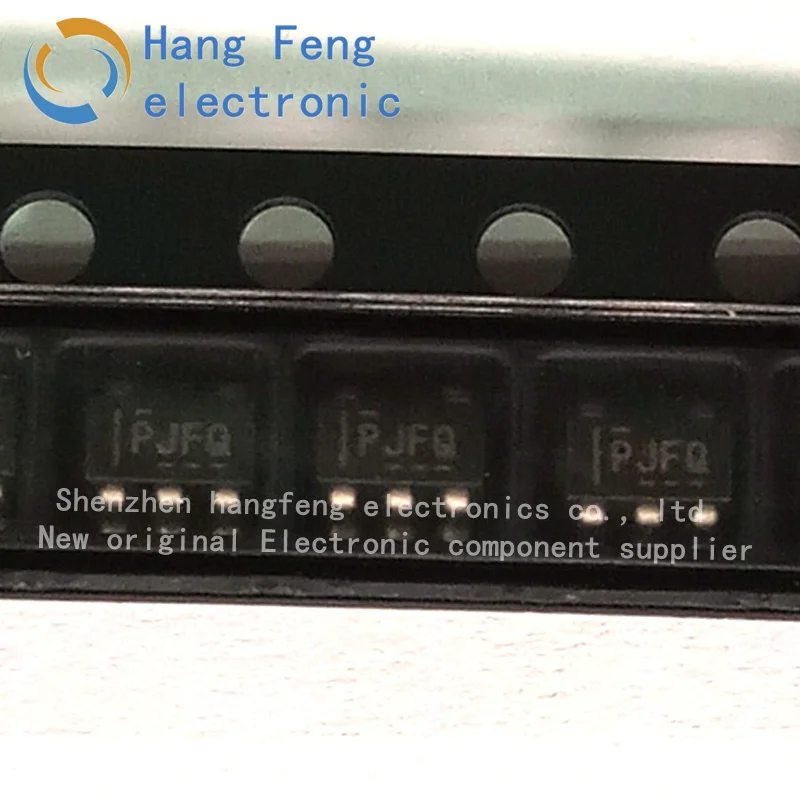 Hang Feng
electronic
PJFQ PJFQ PJFQ
Shenzhen hangfeng electronics co., ltd
New original Electronic component supplier